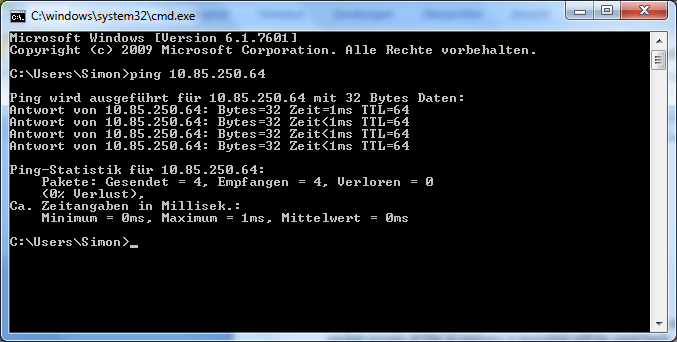 C:\windows\system32\cmd.exe
Microsoft Windows [Version 6.1.7601]
Copyright (c) 2009 Microsoft Corporation. Alle Rechte vorbehalten.
C:\Users\Simon>ping 10.85.250.64
Ping wird ausgeführt für 10.85.250.64 mit 32 Bytes Daten:
Antwort von 10.85.250.64: Bytes=32 Zeit=1ms TTL=64
Antwort von 10.85.250.64: Bytes=32 Zeit<1ms TTL=64
Antwort von 10.85.250.64: Bytes=32 Zeit<1ms TTL=64
Antwort von 10.85.250.64: Bytes=32 Zeit<1ms TTL=64
Ping-Statistik für 10.85.250.64:
Pakete: Gesendet = 4, Empfangen = 4, Verloren = 0
(0% Verlust),
Ca. Zeitangaben in Millisek.:
Minimum = 0ms, Maximum = 1ms, Mittelwert = 0ms
C:\Users\Simon>_